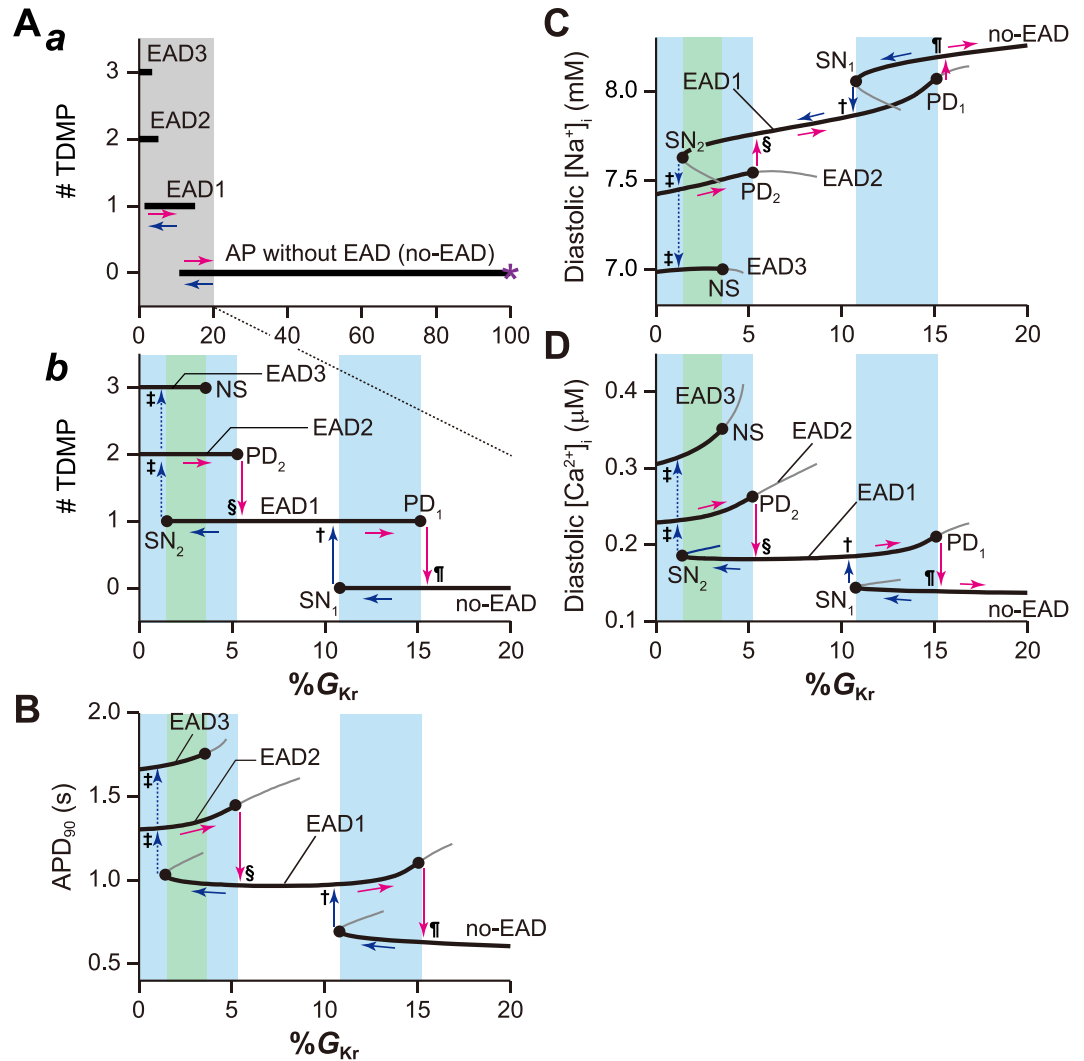 A a
# TDMP
3
2
1
0
EAD3
EAD2
EAD1
AP without EAD (no-EAD)
*
0 20 40 60 80 100
b
# TDMP
3
2
1
0
EAD3
NS
‡
EAD2
PD2
‡
§
EAD1
PD1
SN2
†
¶
SN1
no-EAD
0 5 10 15 20
%GKr
B
APD90 (s)
2.0
1.5
1.0
0.5
EAD3
EAD2
‡
‡
EAD1
§
†
¶
no-EAD
0 5 10 15 20
%GKr
C
Diastolic [Na+]i (mM)
8.0
7.5
7.0
6.5
no-EAD
¶
SN1
EAD1
†
PD1
SN2
§
‡
PD2
EAD2
‡
EAD3
NS
0 5 10 15 20
D
Diastolic [Ca2+]i (μM)
0.4
0.3
0.2
0.1
EAD3
NS
EAD2
‡
PD2
EAD1
‡
§
†
PD1
SN2
¶
SN1
no-EAD
0 5 10 15 20
%GKr